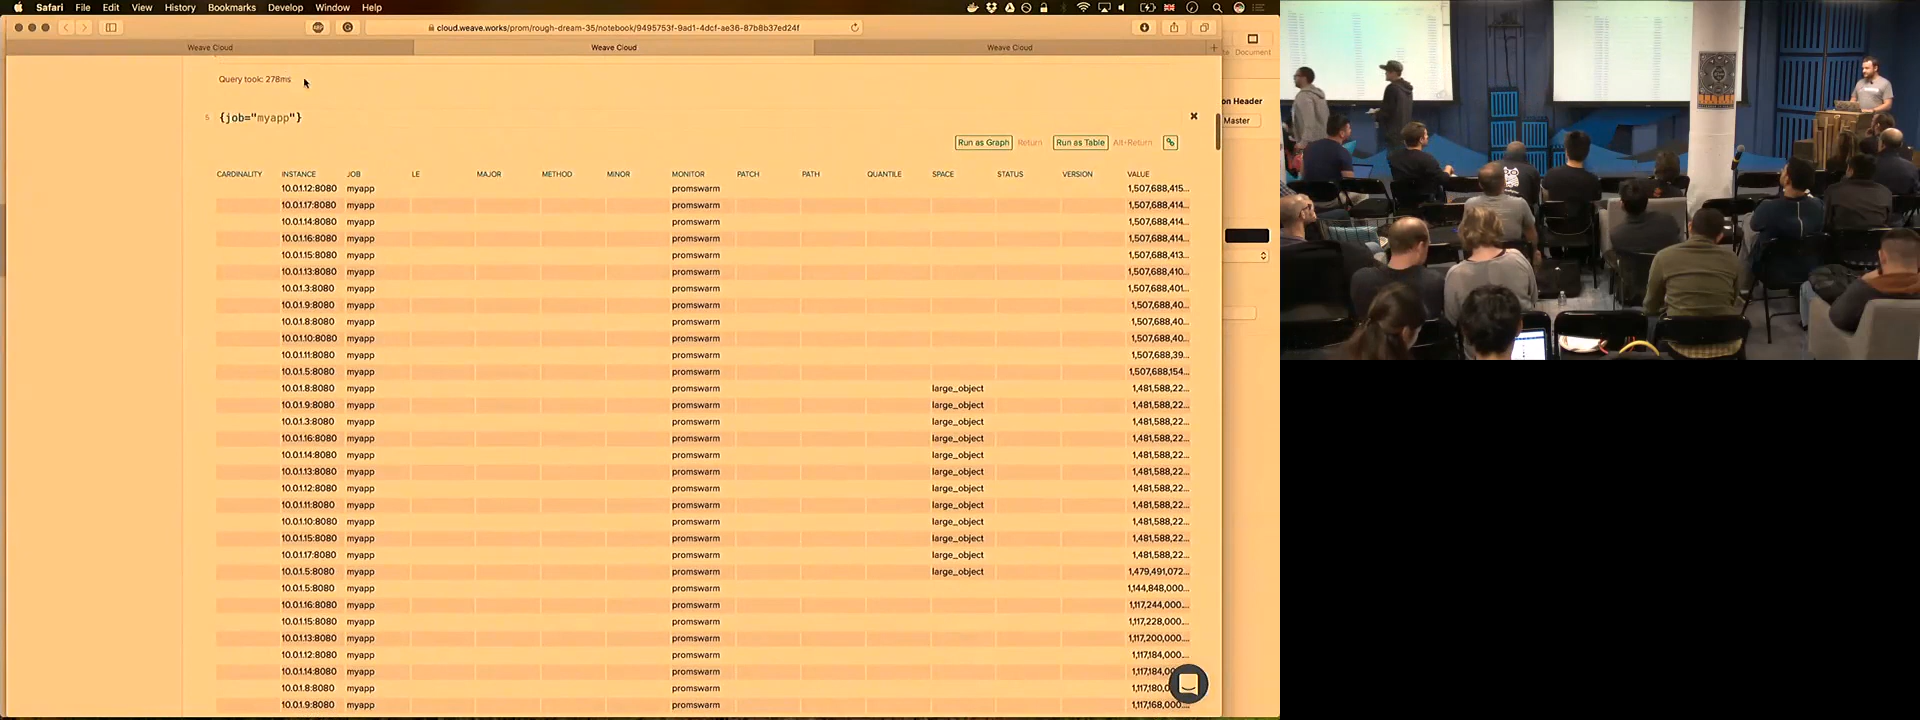 Safari File Edit View History Bookmarks Develop Window Help
cloud.weave.works/prom/rough-dream-35/notebook/9495753f-9ad1-4dcf-ae36-87b8b37ed24f
Weave Cloud Weave Cloud Weave Cloud +
Document
on Header
Master
Query took: 278ms
5 {job="myapp"}
Run as Graph Return Run as Table Alt+Return
CARDINALITY INSTANCE JOB LE MAJOR METHOD MINOR MONITOR PATCH PATH QUANTILE SPACE STATUS VERSION VALUE
10.0.1.12:8080 myapp promswarm 1,507,688,415...
10.0.1.17:8080 myapp promswarm 1,507,688,414...
10.0.1.14:8080 myapp promswarm 1,507,688,414...
10.0.1.16:8080 myapp promswarm 1,507,688,414...
10.0.1.15:8080 myapp promswarm 1,507,688,413...
10.0.1.13:8080 myapp promswarm 1,507,688,410...
10.0.1.3:8080 myapp promswarm 1,507,688,401...
10.0.1.9:8080 myapp promswarm 1,507,688,40...
10.0.1.8:8080 myapp promswarm 1,507,688,40...
10.0.1.10:8080 myapp promswarm 1,507,688,40...
10.0.1.11:8080 myapp promswarm 1,507,688,39...
10.0.1.5:8080 myapp promswarm 1,507,688,154...
10.0.1.8:8080 myapp promswarm large_object 1,481,588,22...
10.0.1.9:8080 myapp promswarm large_object 1,481,588,22...
10.0.1.3:8080 myapp promswarm large_object 1,481,588,22...
10.0.1.16:8080 myapp promswarm large_object 1,481,588,22...
10.0.1.14:8080 myapp promswarm large_object 1,481,588,22...
10.0.1.13:8080 myapp promswarm large_object 1,481,588,22...
10.0.1.12:8080 myapp promswarm large_object 1,481,588,22...
10.0.1.11:8080 myapp promswarm large_object 1,481,588,22...
10.0.1.10:8080 myapp promswarm large_object 1,481,588,22...
10.0.1.15:8080 myapp promswarm large_object 1,481,588,22...
10.0.1.17:8080 myapp promswarm large_object 1,481,588,22...
10.0.1.5:8080 myapp promswarm large_object 1,479,491,072...
10.0.1.5:8080 myapp promswarm 1,144,848,000...
10.0.1.16:8080 myapp promswarm 1,117,244,000...
10.0.1.15:8080 myapp promswarm 1,117,228,000...
10.0.1.13:8080 myapp promswarm 1,117,200,000...
10.0.1.12:8080 myapp promswarm 1,117,184,000...
10.0.1.14:8080 myapp promswarm 1,117,184,00
10.0.1.8:8080 myapp promswarm 1,117,180,0
10.0.1.9:8080 myapp promswarm 1,117,168,000...